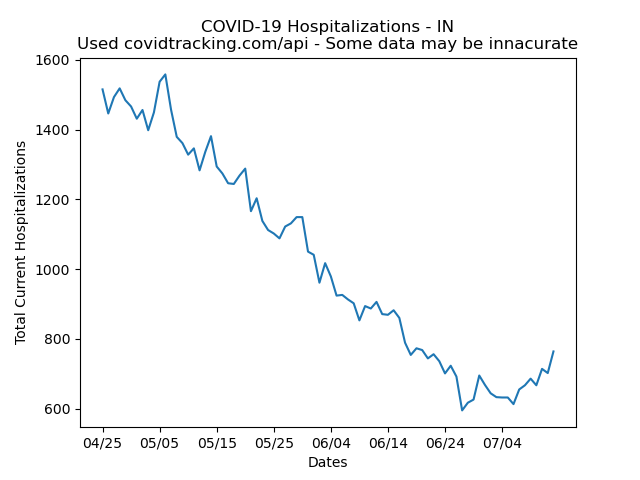 COVID-19 Hospitalizations - IN
Used covidtracking.com/api - Some data may be innacurate
1600
1400
1200
1000
800
600
Total Current Hospitalizations
04/25 05/05 05/15 05/25 06/04 06/14 06/24 07/04
Dates